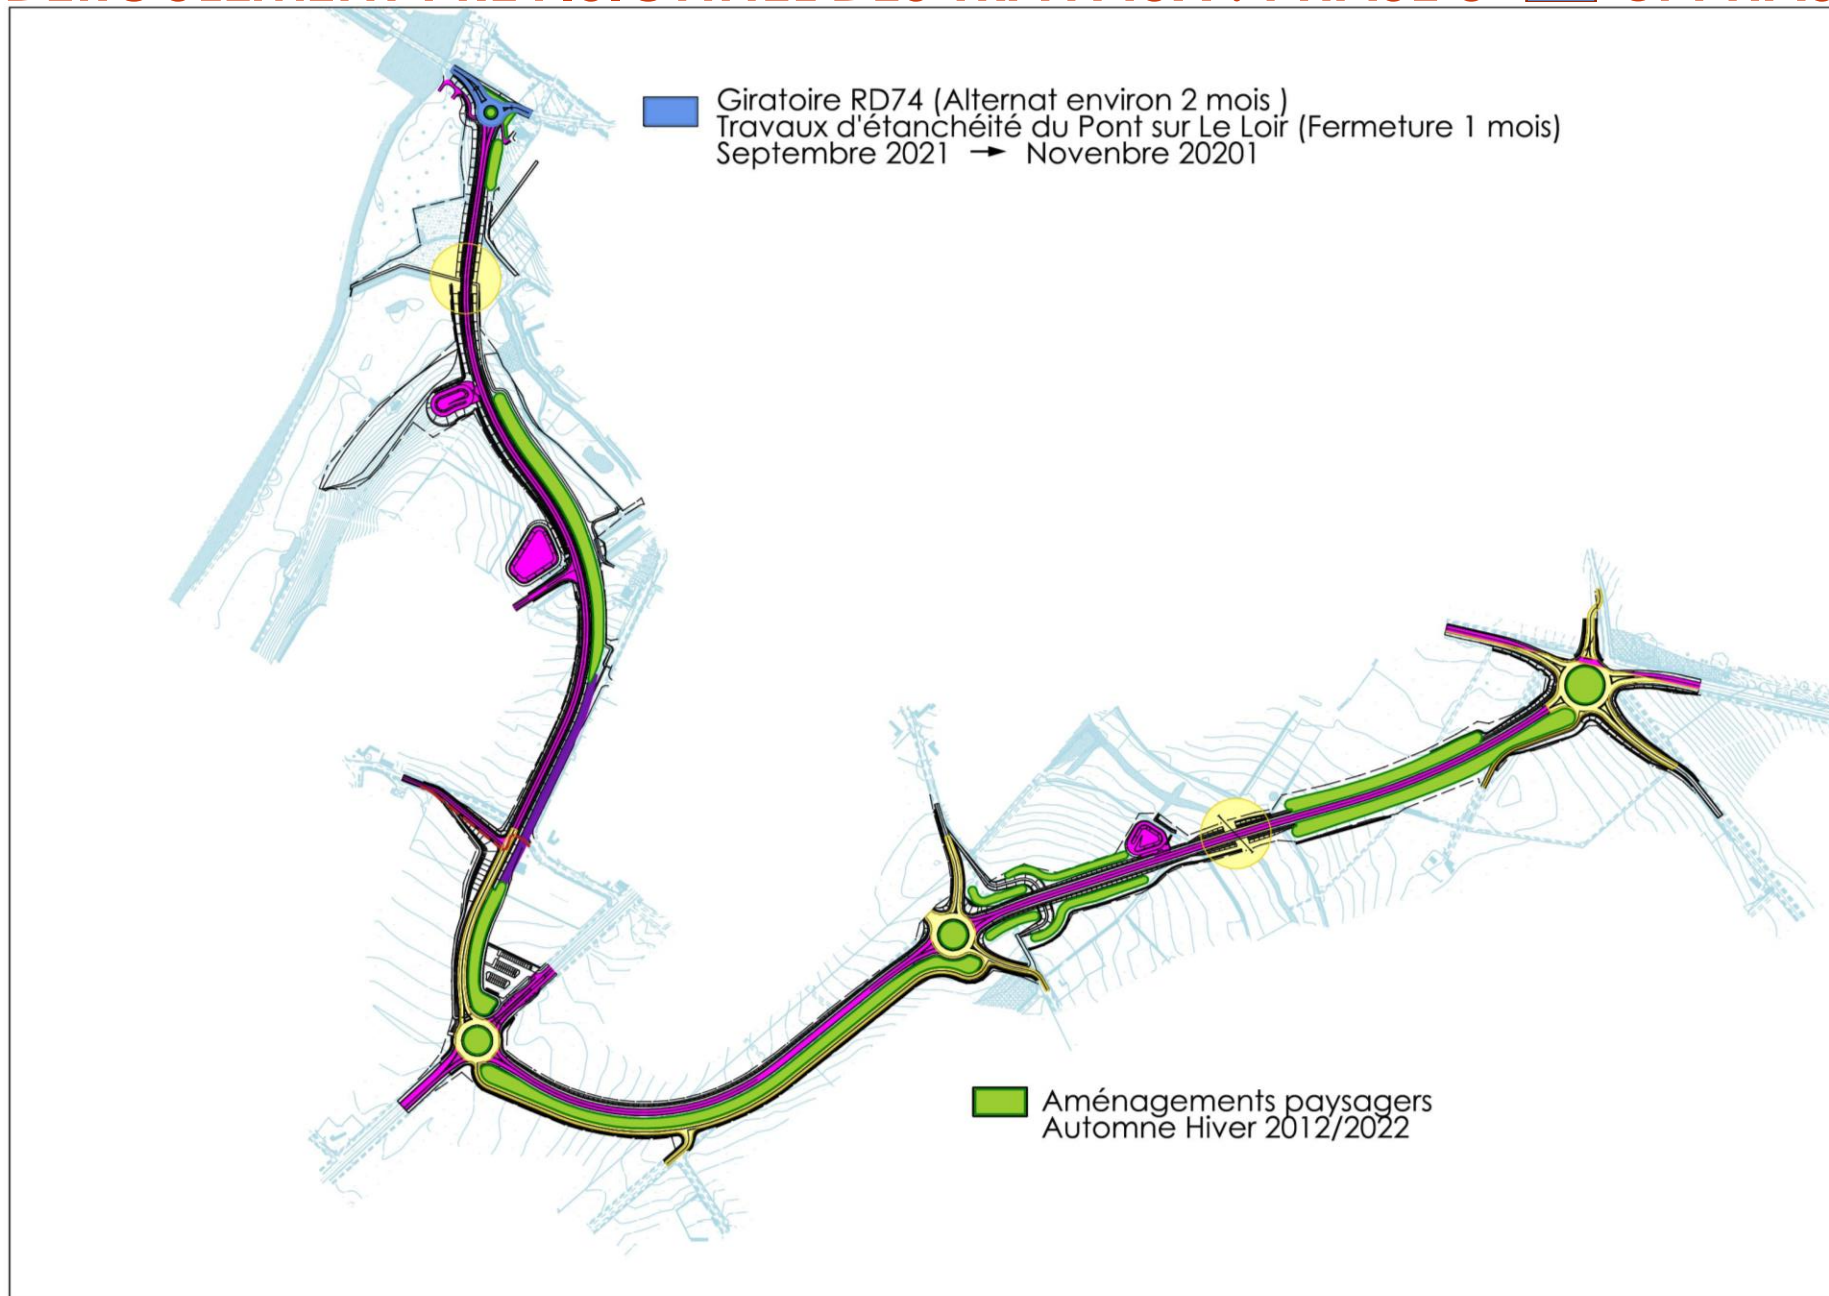 Giratoire RD74 (Alternat environ 2 mois )
Travaux d'étanchéité du Pont sur Le Loir (Fermeture 1 mois)
Septembre 2021 → Novenbre 20201
Aménagements paysagers
Automne Hiver 2012/2022